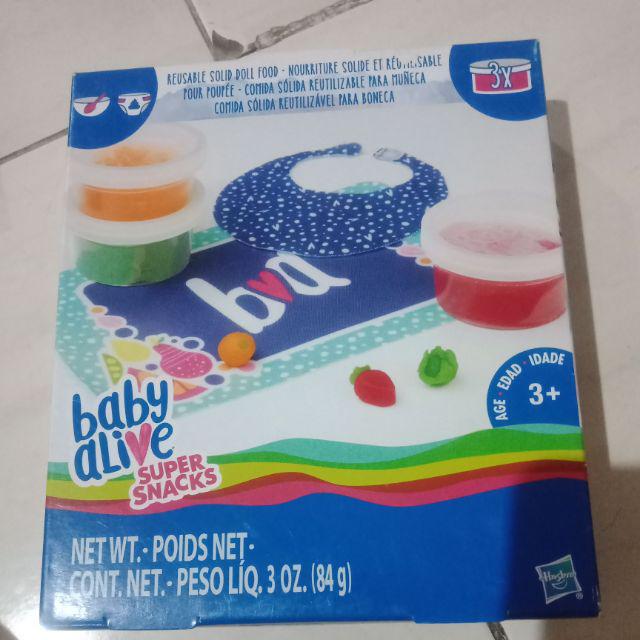 REUSABLE SOLID DOLL FOOD · NOURRITURE SOLIDE ET RÉUTILISABLE
POUR POUPÉE · COMIDA SÓLIDA REUTILIZABLE PARA MUÑECA
COMIDA SÓLIDA REUTILIZÁVEL PARA BONECA
3X
ba
baby
alive
SUPER
SNACKS
AGE · EDAD · IDADE
3+
NET WT. · POIDS NET ·
CONT. NET. · PESO LÍQ. 3 OZ. (84 g)
Hasbro